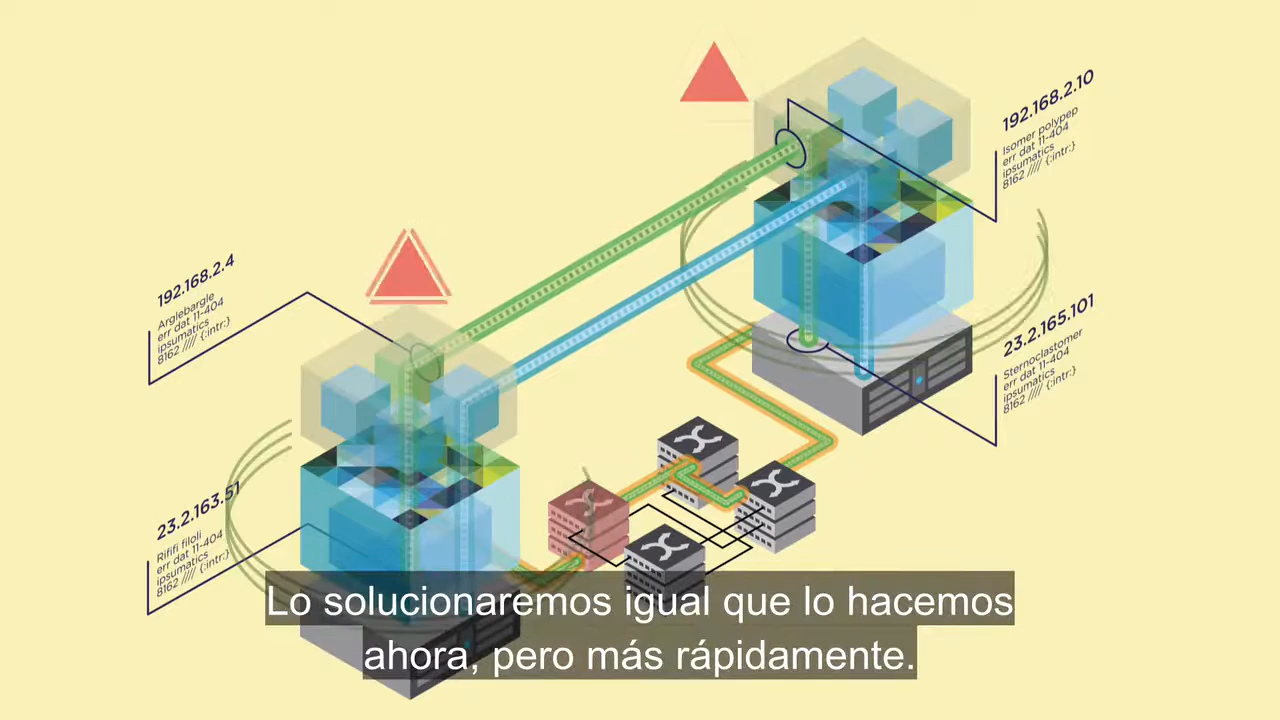 192.168.2.10
Isomer polypep
err dat 11-404
ipsumatics
8162 //// {:intr:}
192.168.2.4
Arglebargle
err dat 11-404
ipsumatics
8162 //// {:intr:}
23.2.165.101
Sternoclastomer
err dat 11-404
ipsumatics
8162 //// {:intr:}
23.2.163.51
Rififi filoli
err dat 11-404
ipsumatics
8162 //// {:intr:}
Lo solucionaremos igual que lo hacemos
ahora, pero más rápidamente.